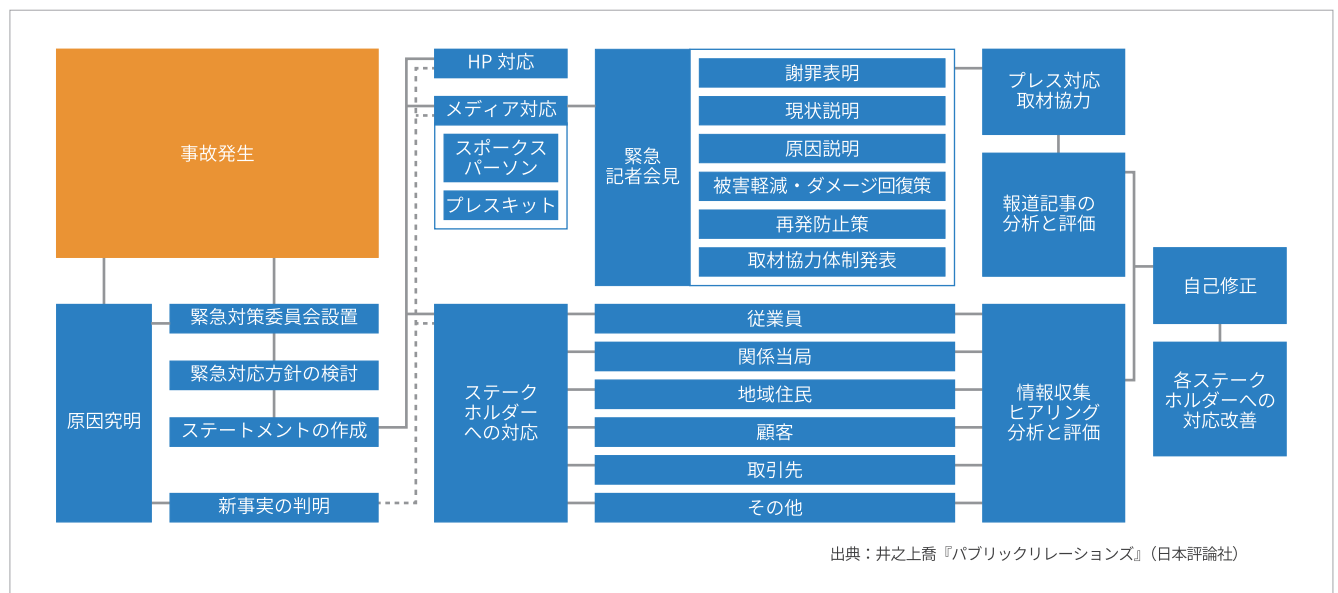 事故発生
原因究明
緊急対策委員会設置
緊急対応方針の検討
ステートメントの作成
新事実の判明
HP 対応
メディア対応
スポークス
パーソン
プレスキット
緊急
記者会見
謝罪表明
現状説明
原因説明
被害軽減・ダメージ回復策
再発防止策
取材協力体制発表
プレス対応
取材協力
報道記事の
分析と評価
ステーク
ホルダー
への対応
従業員
関係当局
地域住民
顧客
取引先
その他
情報収集
ヒアリング
分析と評価
自己修正
各ステーク
ホルダーへの
対応改善
出典：井之上喬『パブリックリレーションズ』（日本評論社）